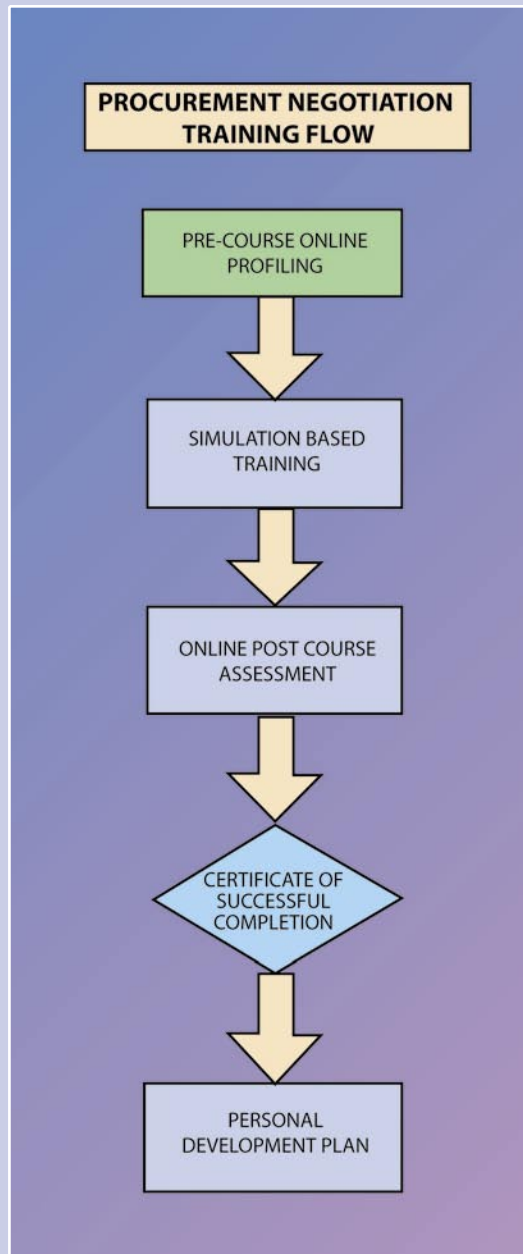 PROCUREMENT NEGOTIATION
TRAINING FLOW
PRE-COURSE ONLINE
PROFILING
SIMULATION BASED
TRAINING
ONLINE POST COURSE
ASSESSMENT
CERTIFICATE OF
SUCCESSFUL
COMPLETION
PERSONAL
DEVELOPMENT PLAN